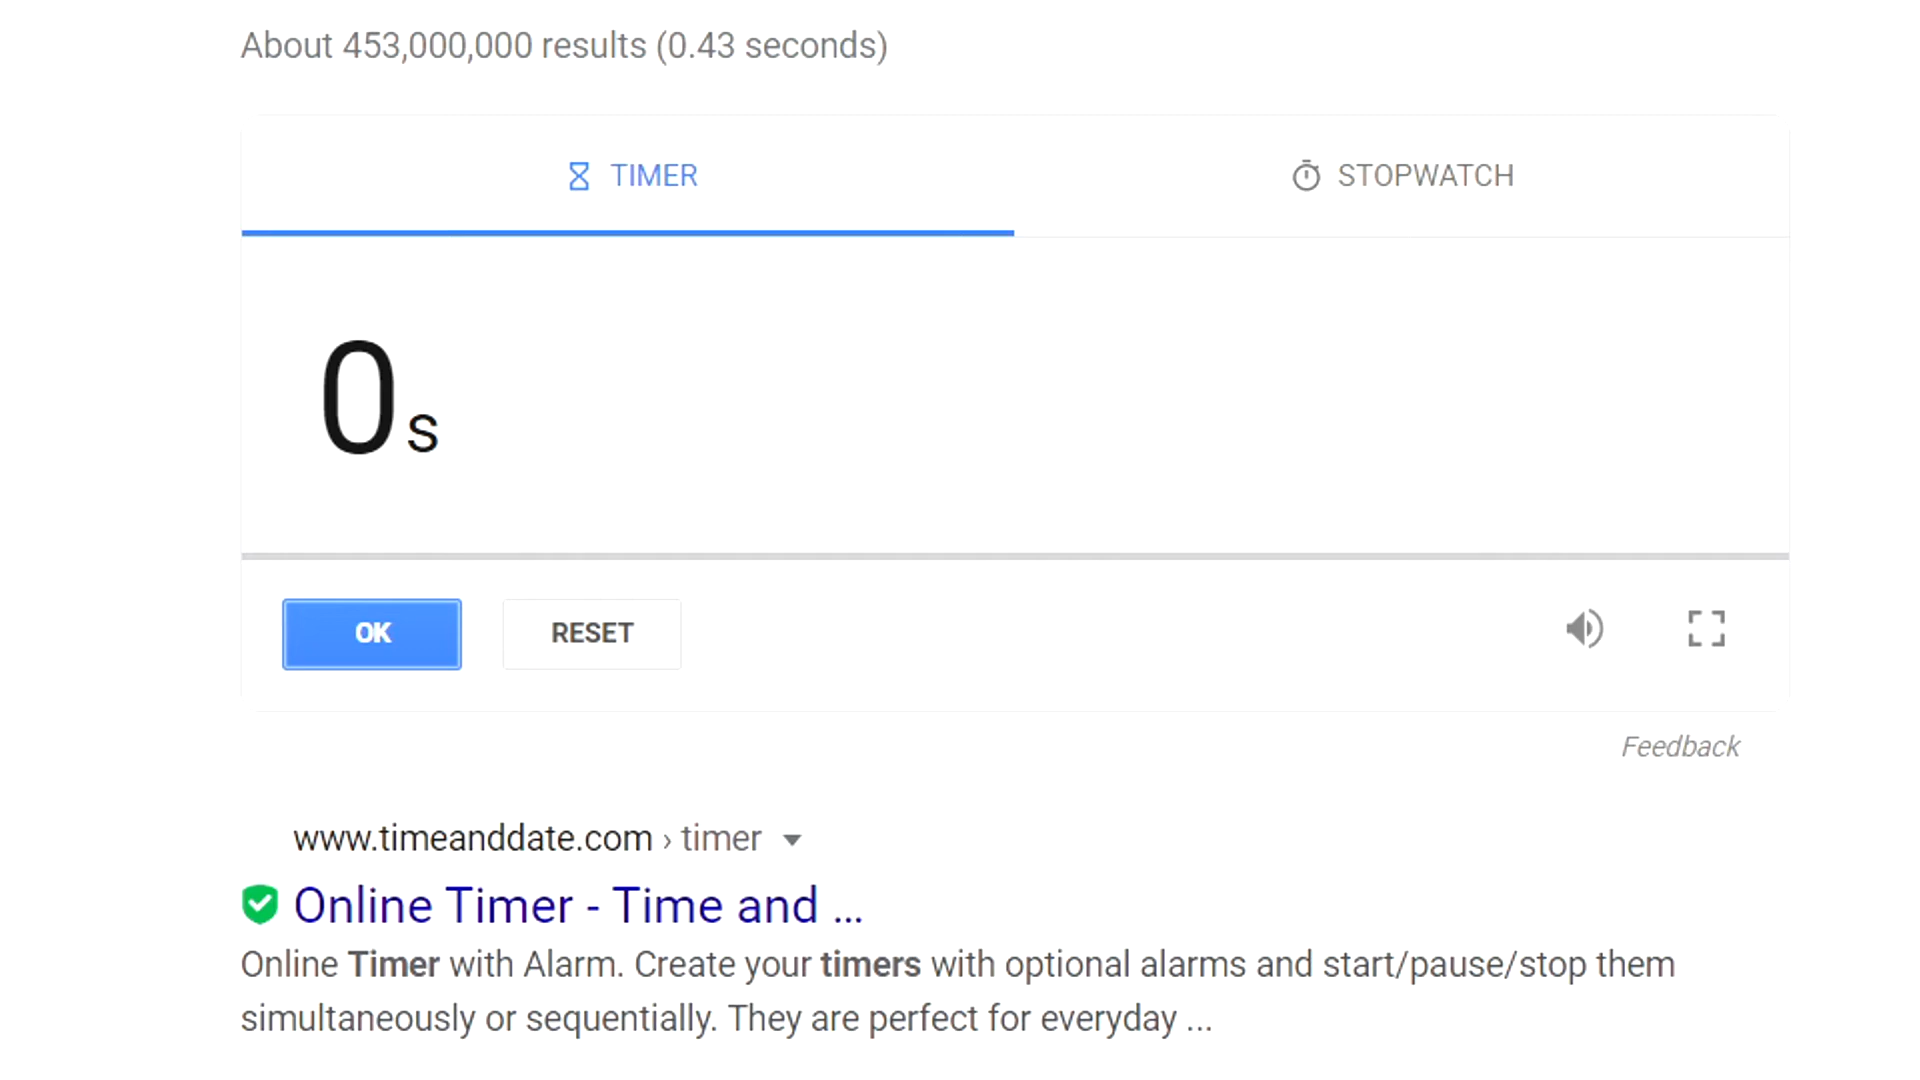 About 453,000,000 results (0.43 seconds)
TIMER
STOPWATCH
0s
OK
RESET
Feedback
www.timeanddate.com › timer
Online Timer - Time and ...
Online Timer with Alarm. Create your timers with optional alarms and start/pause/stop them
simultaneously or sequentially. They are perfect for everyday ...